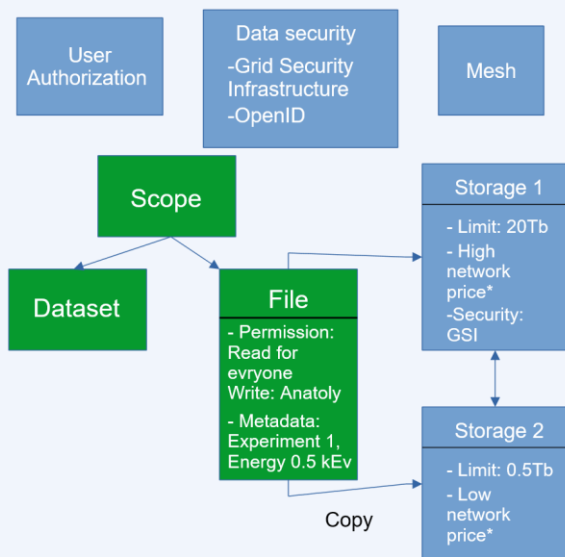 User
Authorization
Data security
-Grid Security
Infrastructure
-OpenID
Mesh
Scope
Dataset
File
- Permission:
Read for
evryone
Write: Anatoly
- Metadata:
Experiment 1,
Energy 0.5 kEv
Copy
Storage 1
- Limit: 20Tb
- High
network
price*
-Security:
GSI
Storage 2
- Limit: 0.5Tb
- Low
network
price*